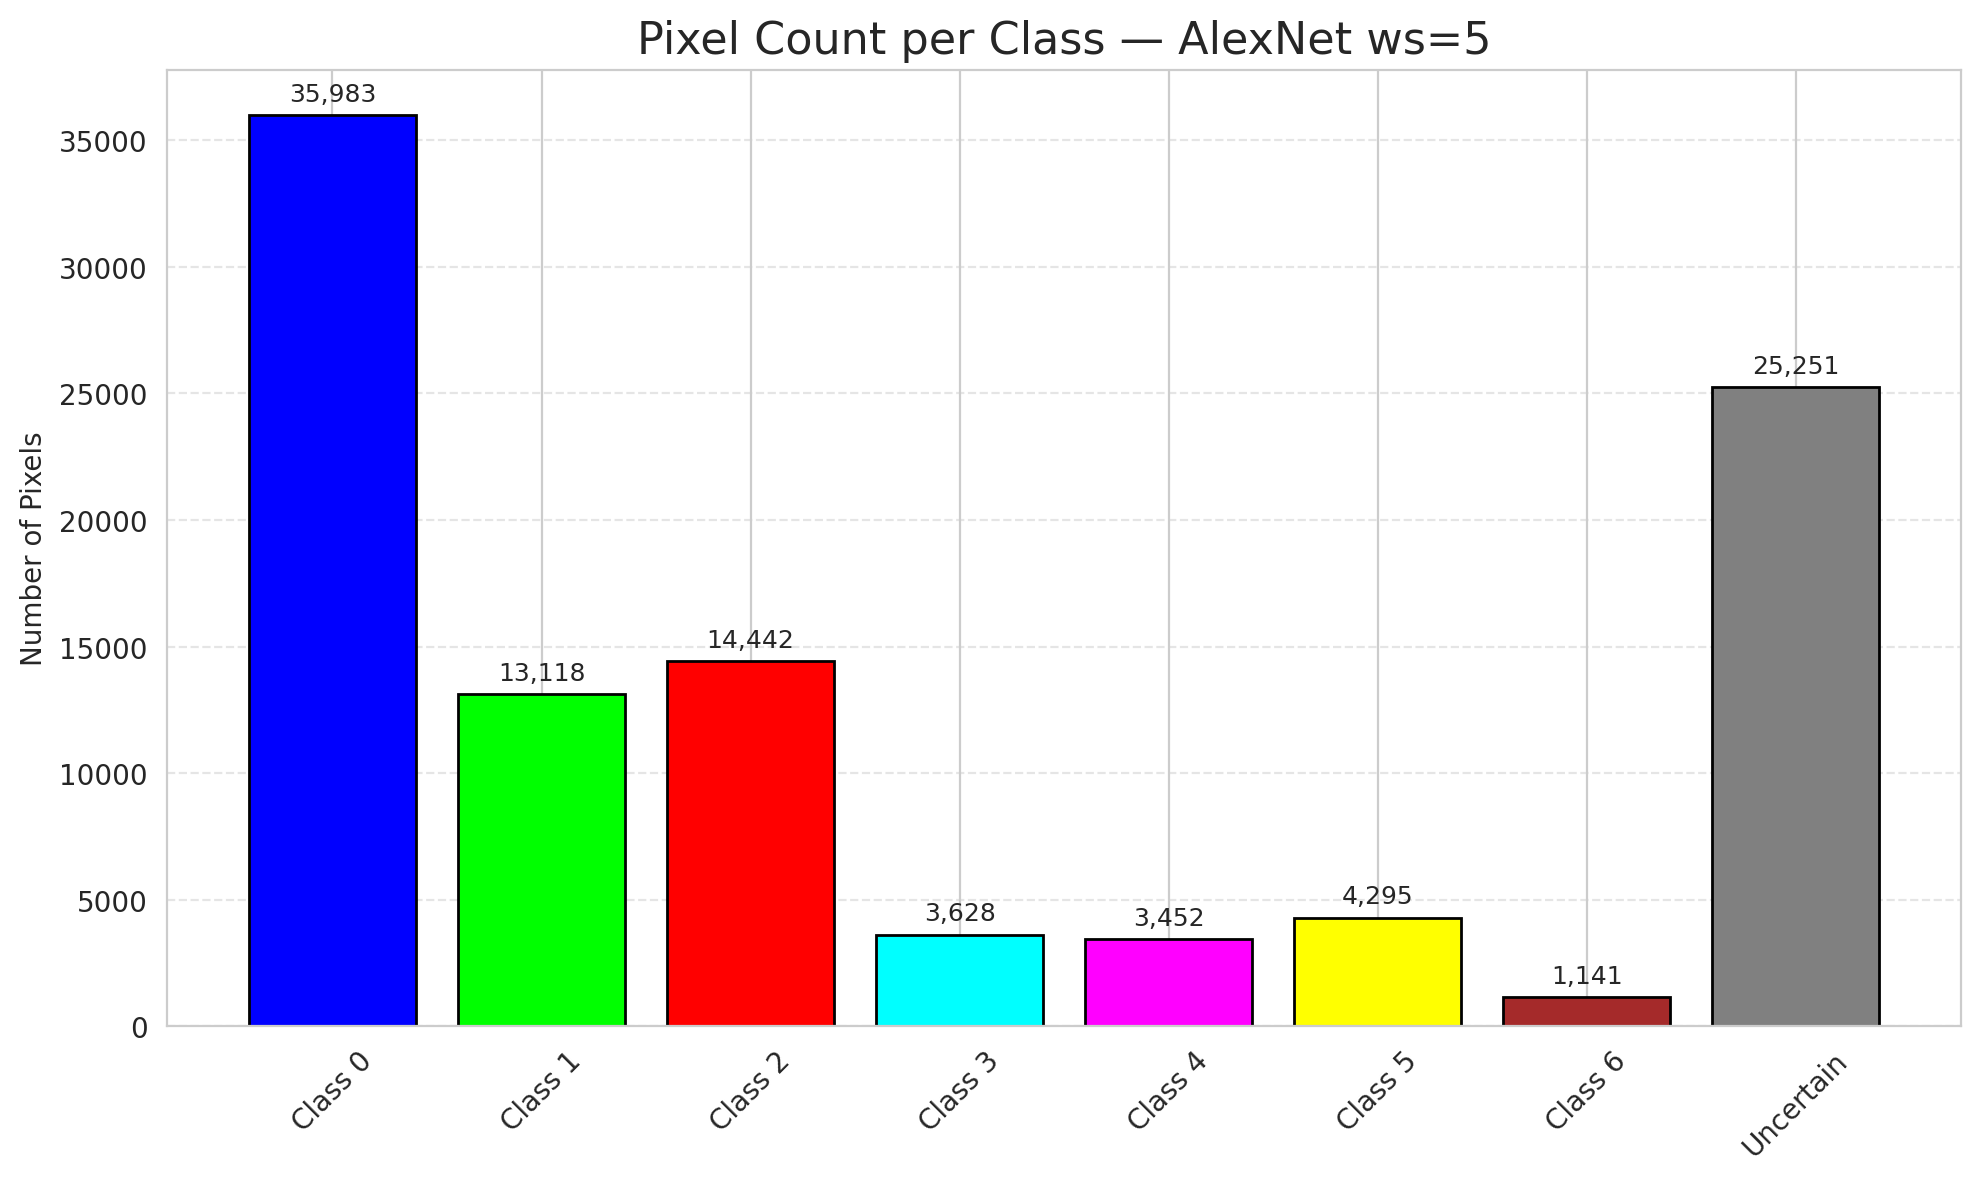 Pixel Count per Class — AlexNet ws=5
Number of Pixels
35000
30000
25000
20000
15000
10000
5000
0
35,983
13,118
14,442
3,628
3,452
4,295
1,141
25,251
Class 0
Class 1
Class 2
Class 3
Class 4
Class 5
Class 6
Uncertain